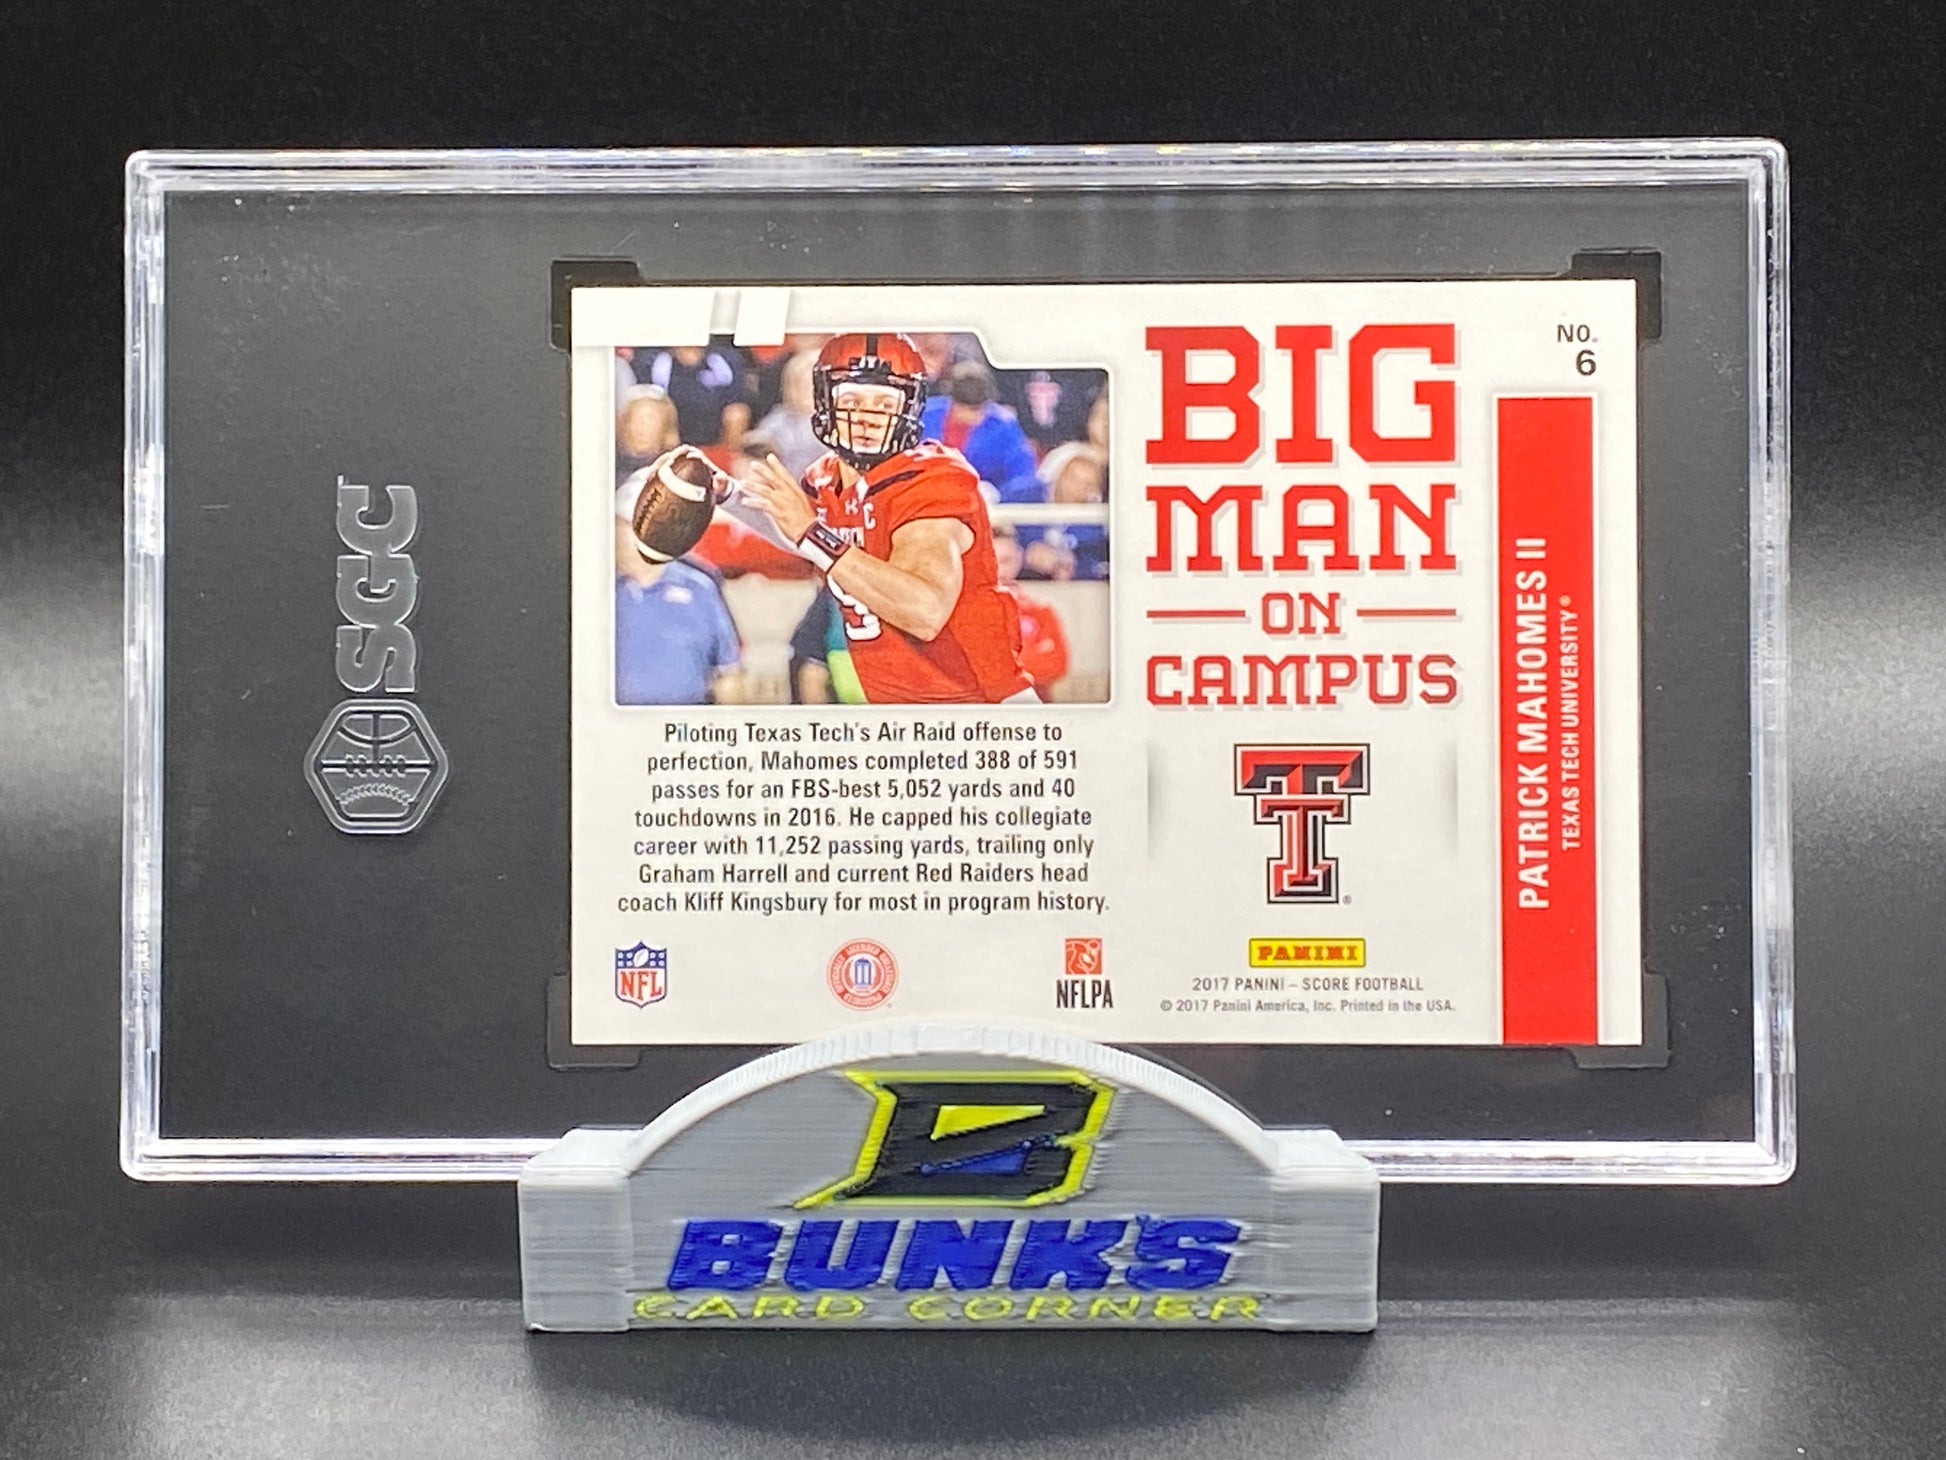 SGC
BIG
MAN
ON
CAMPUS
NO.
6
PATRICK MAHOMES II
TEXAS TECH UNIVERSITY®
Piloting Texas Tech's Air Raid offense to
perfection, Mahomes completed 388 of 591
passes for an FBS-best 5,052 yards and 40
touchdowns in 2016. He capped his collegiate
career with 11,252 passing yards, trailing only
Graham Harrell and current Red Raiders head
coach Kliff Kingsbury for most in program history.
NFL
NFLPA
PANINI
2017 PANINI – SCORE FOOTBALL
© 2017 Panini America, Inc. Printed in the USA.
BUNK'S
CARD CORNER